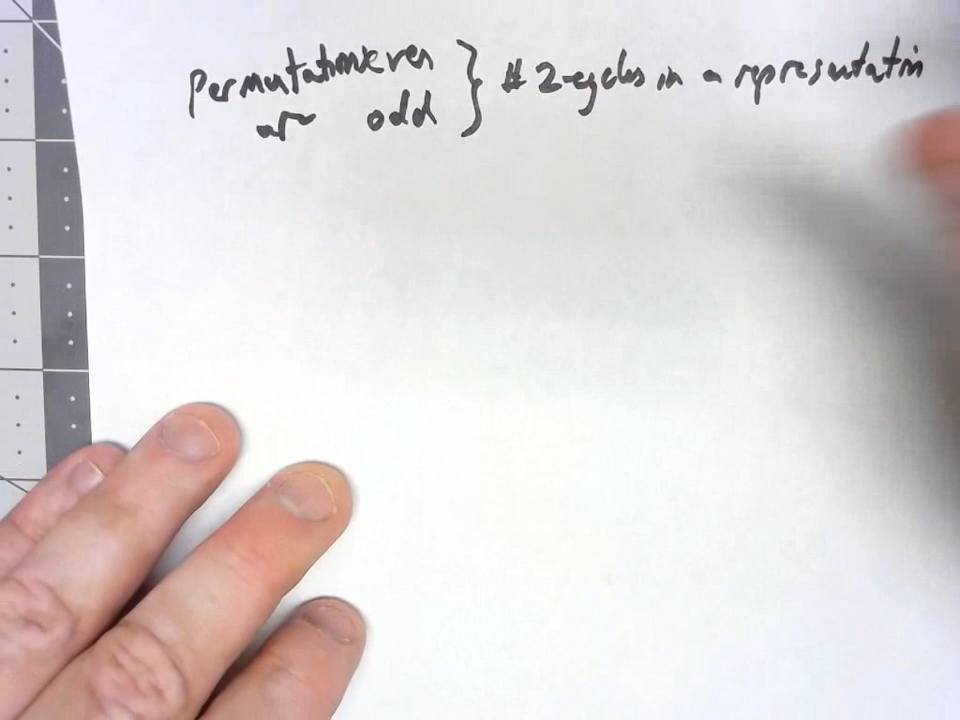 Permutations even } # 2-cycles in a representation
are odd